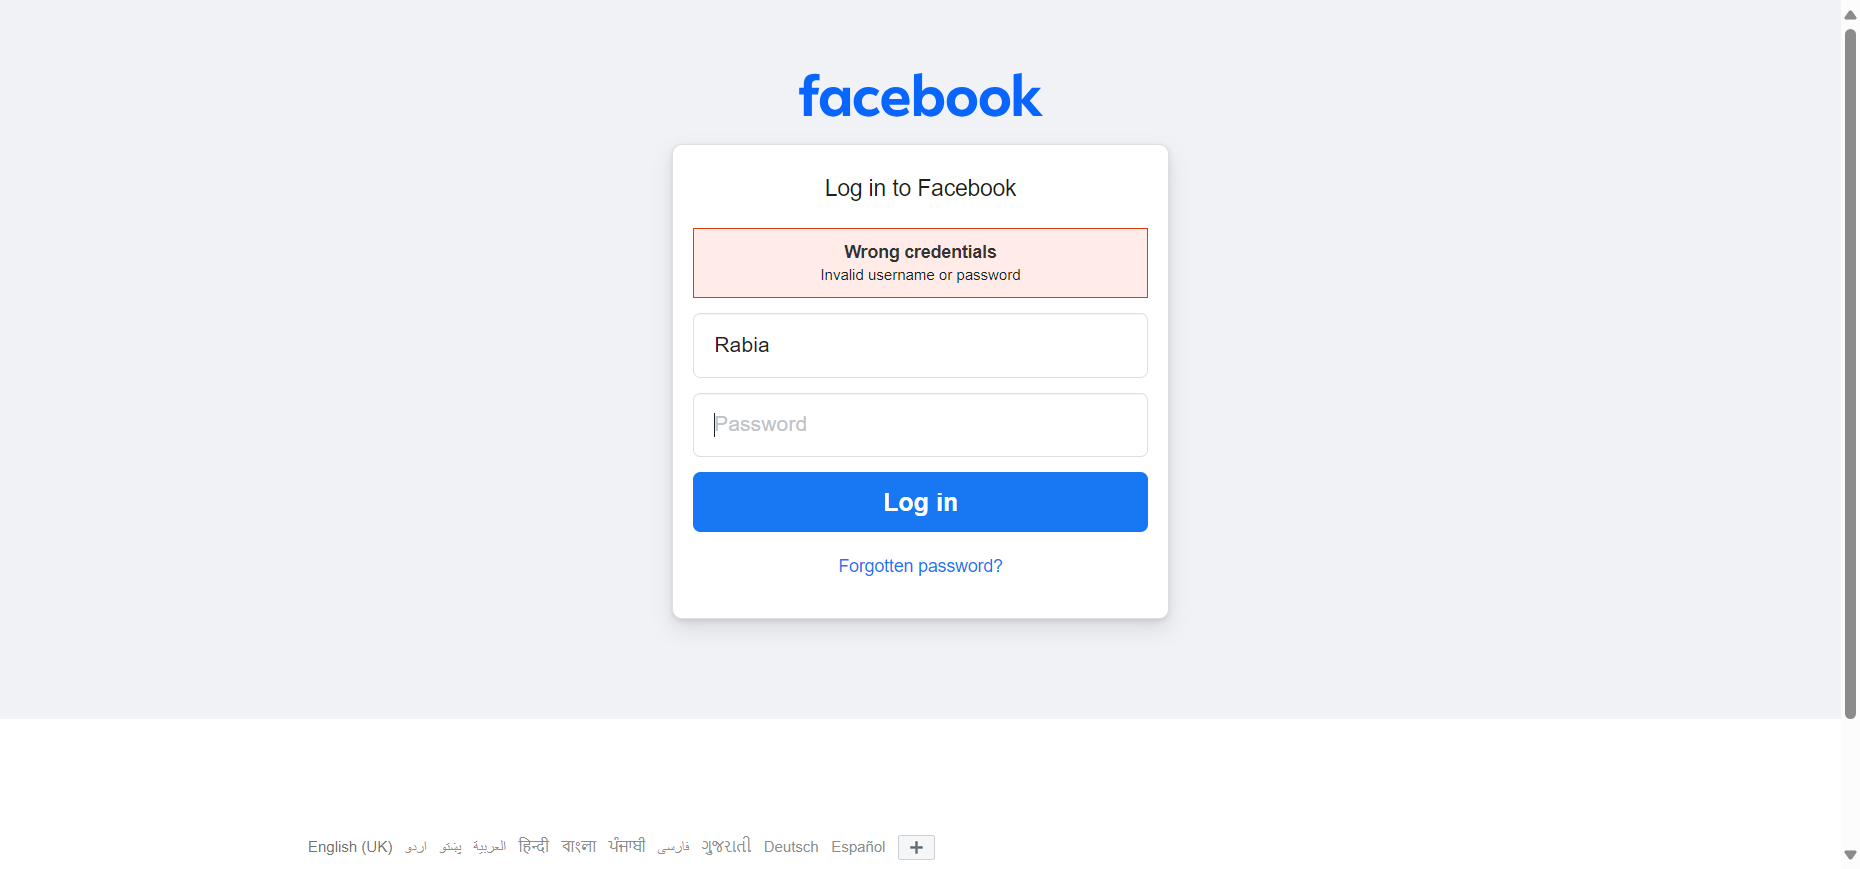 facebook
Log in to Facebook
Wrong credentials
Invalid username or password
Rabia
Password
Log in
Forgotten password?
English (UK) اردو پښتو العربية हिन्दी বাংলা ਪੰਜਾਬੀ فارسی ગુજરાતી Deutsch Español +